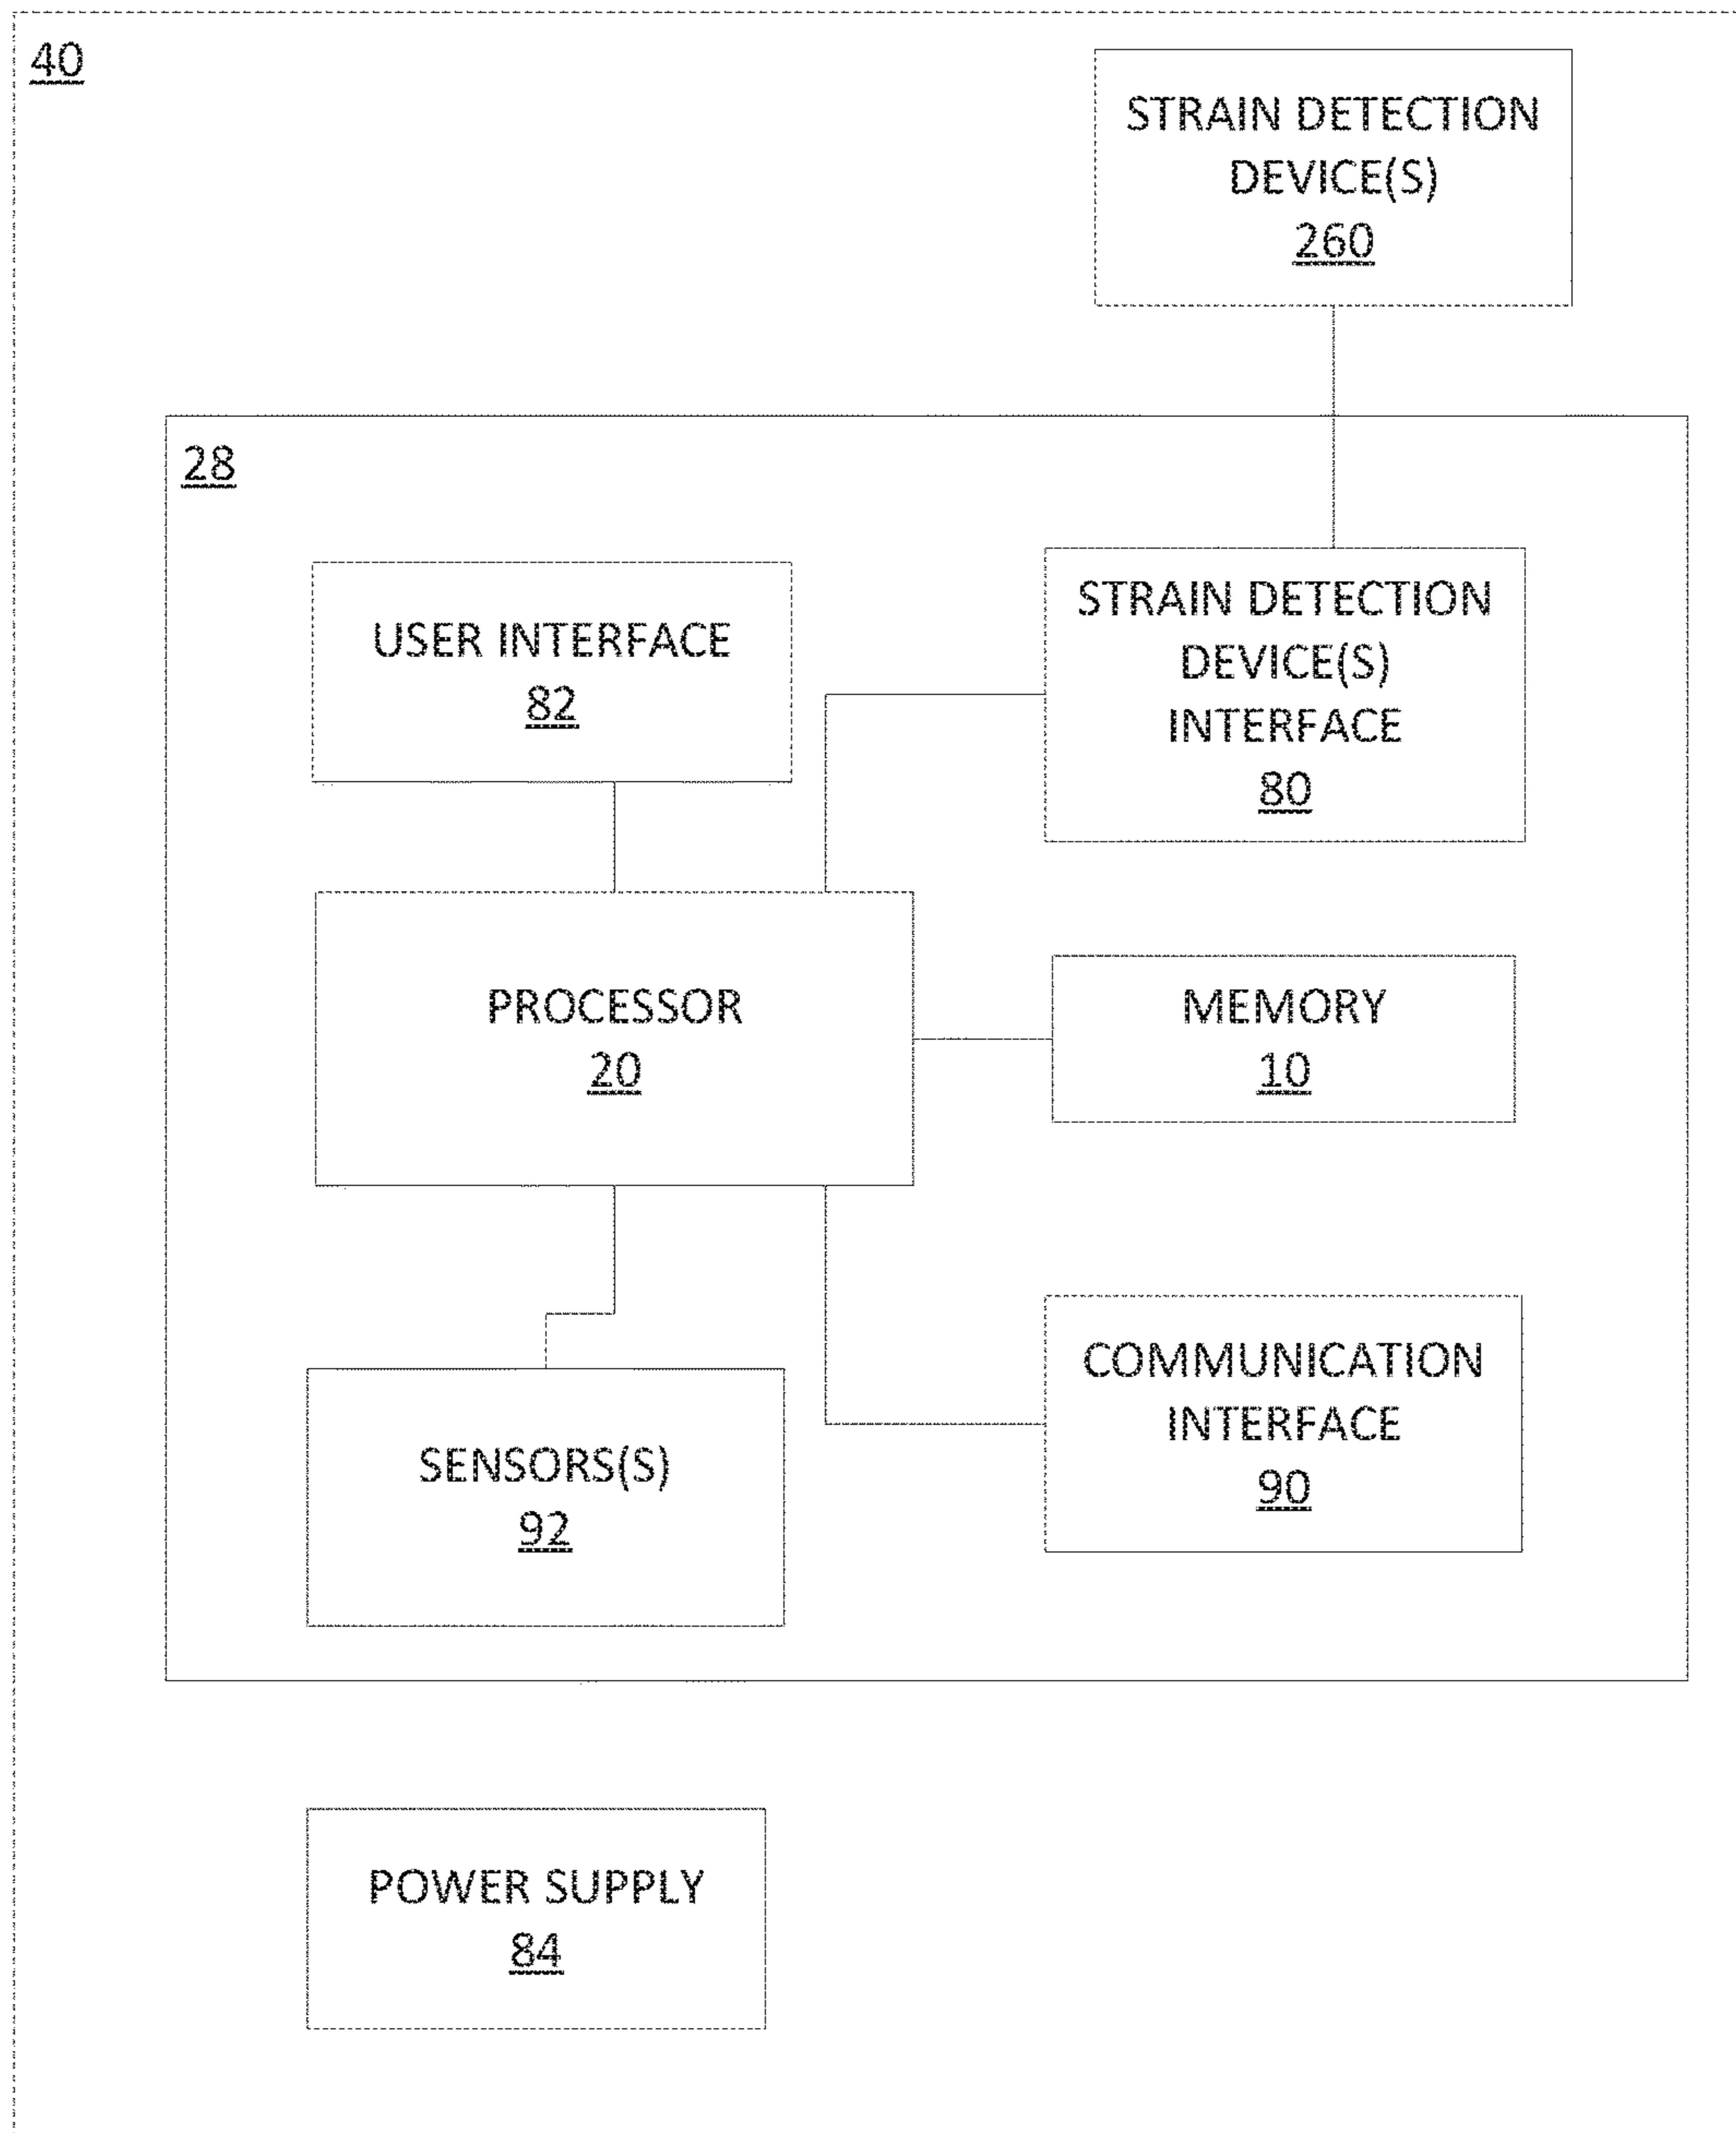 40
STRAIN DETECTION
DEVICE(S)
260
28
USER INTERFACE
82
STRAIN DETECTION
DEVICE(S)
INTERFACE
80
PROCESSOR
20
MEMORY
10
SENSORS(S)
92
COMMUNICATION
INTERFACE
90
POWER SUPPLY
84